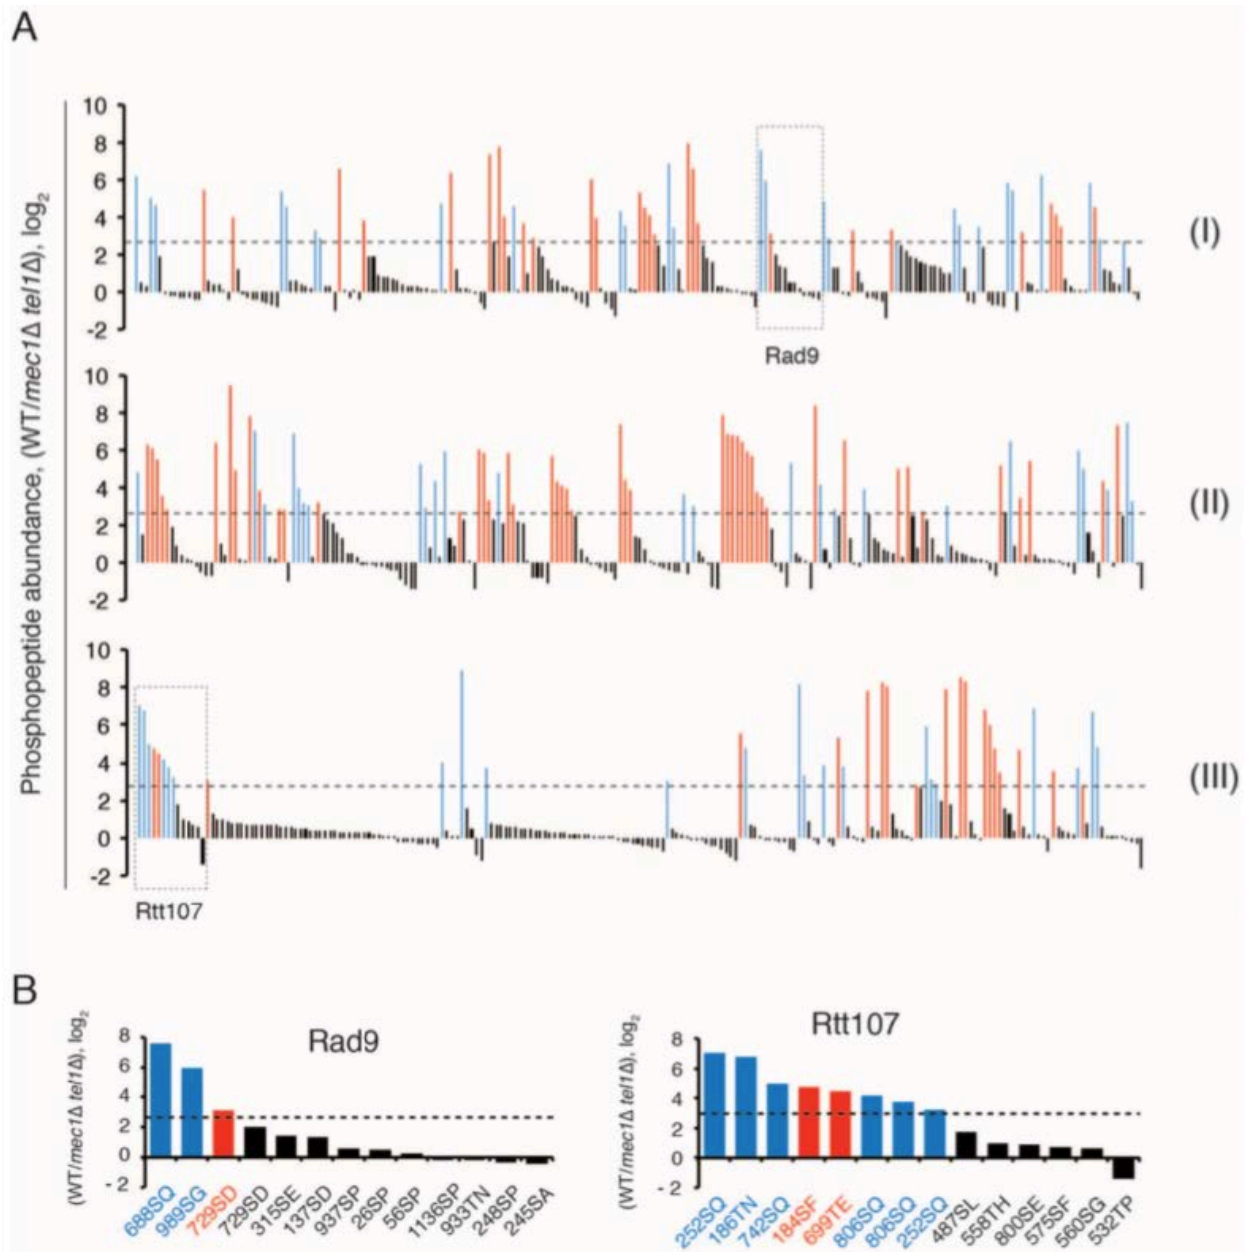 A
Phosphopeptide abundance, (WT/mec1Δ tel1Δ), log2
10
8
6
4
2
0
-2
(I)
Rad9
10
8
6
4
2
0
-2
(II)
10
8
6
4
2
0
-2
(III)
Rtt107
B
(WT/mec1Δ tel1Δ), log2
Rad9
8
6
4
2
0
-2
688SQ 989SG 729SD 729SD 315SE 137SD 937SP 26SP 56SP 1136SP 933TN 248SP 245SA
(WT/mec1Δ tel1Δ), log2
Rtt107
8
6
4
2
0
-2
252SQ 186TN 742SQ 184SF 699TE 806SQ 806SQ 252SQ 487SL 558TH 800SE 575SF 560SG 532TP